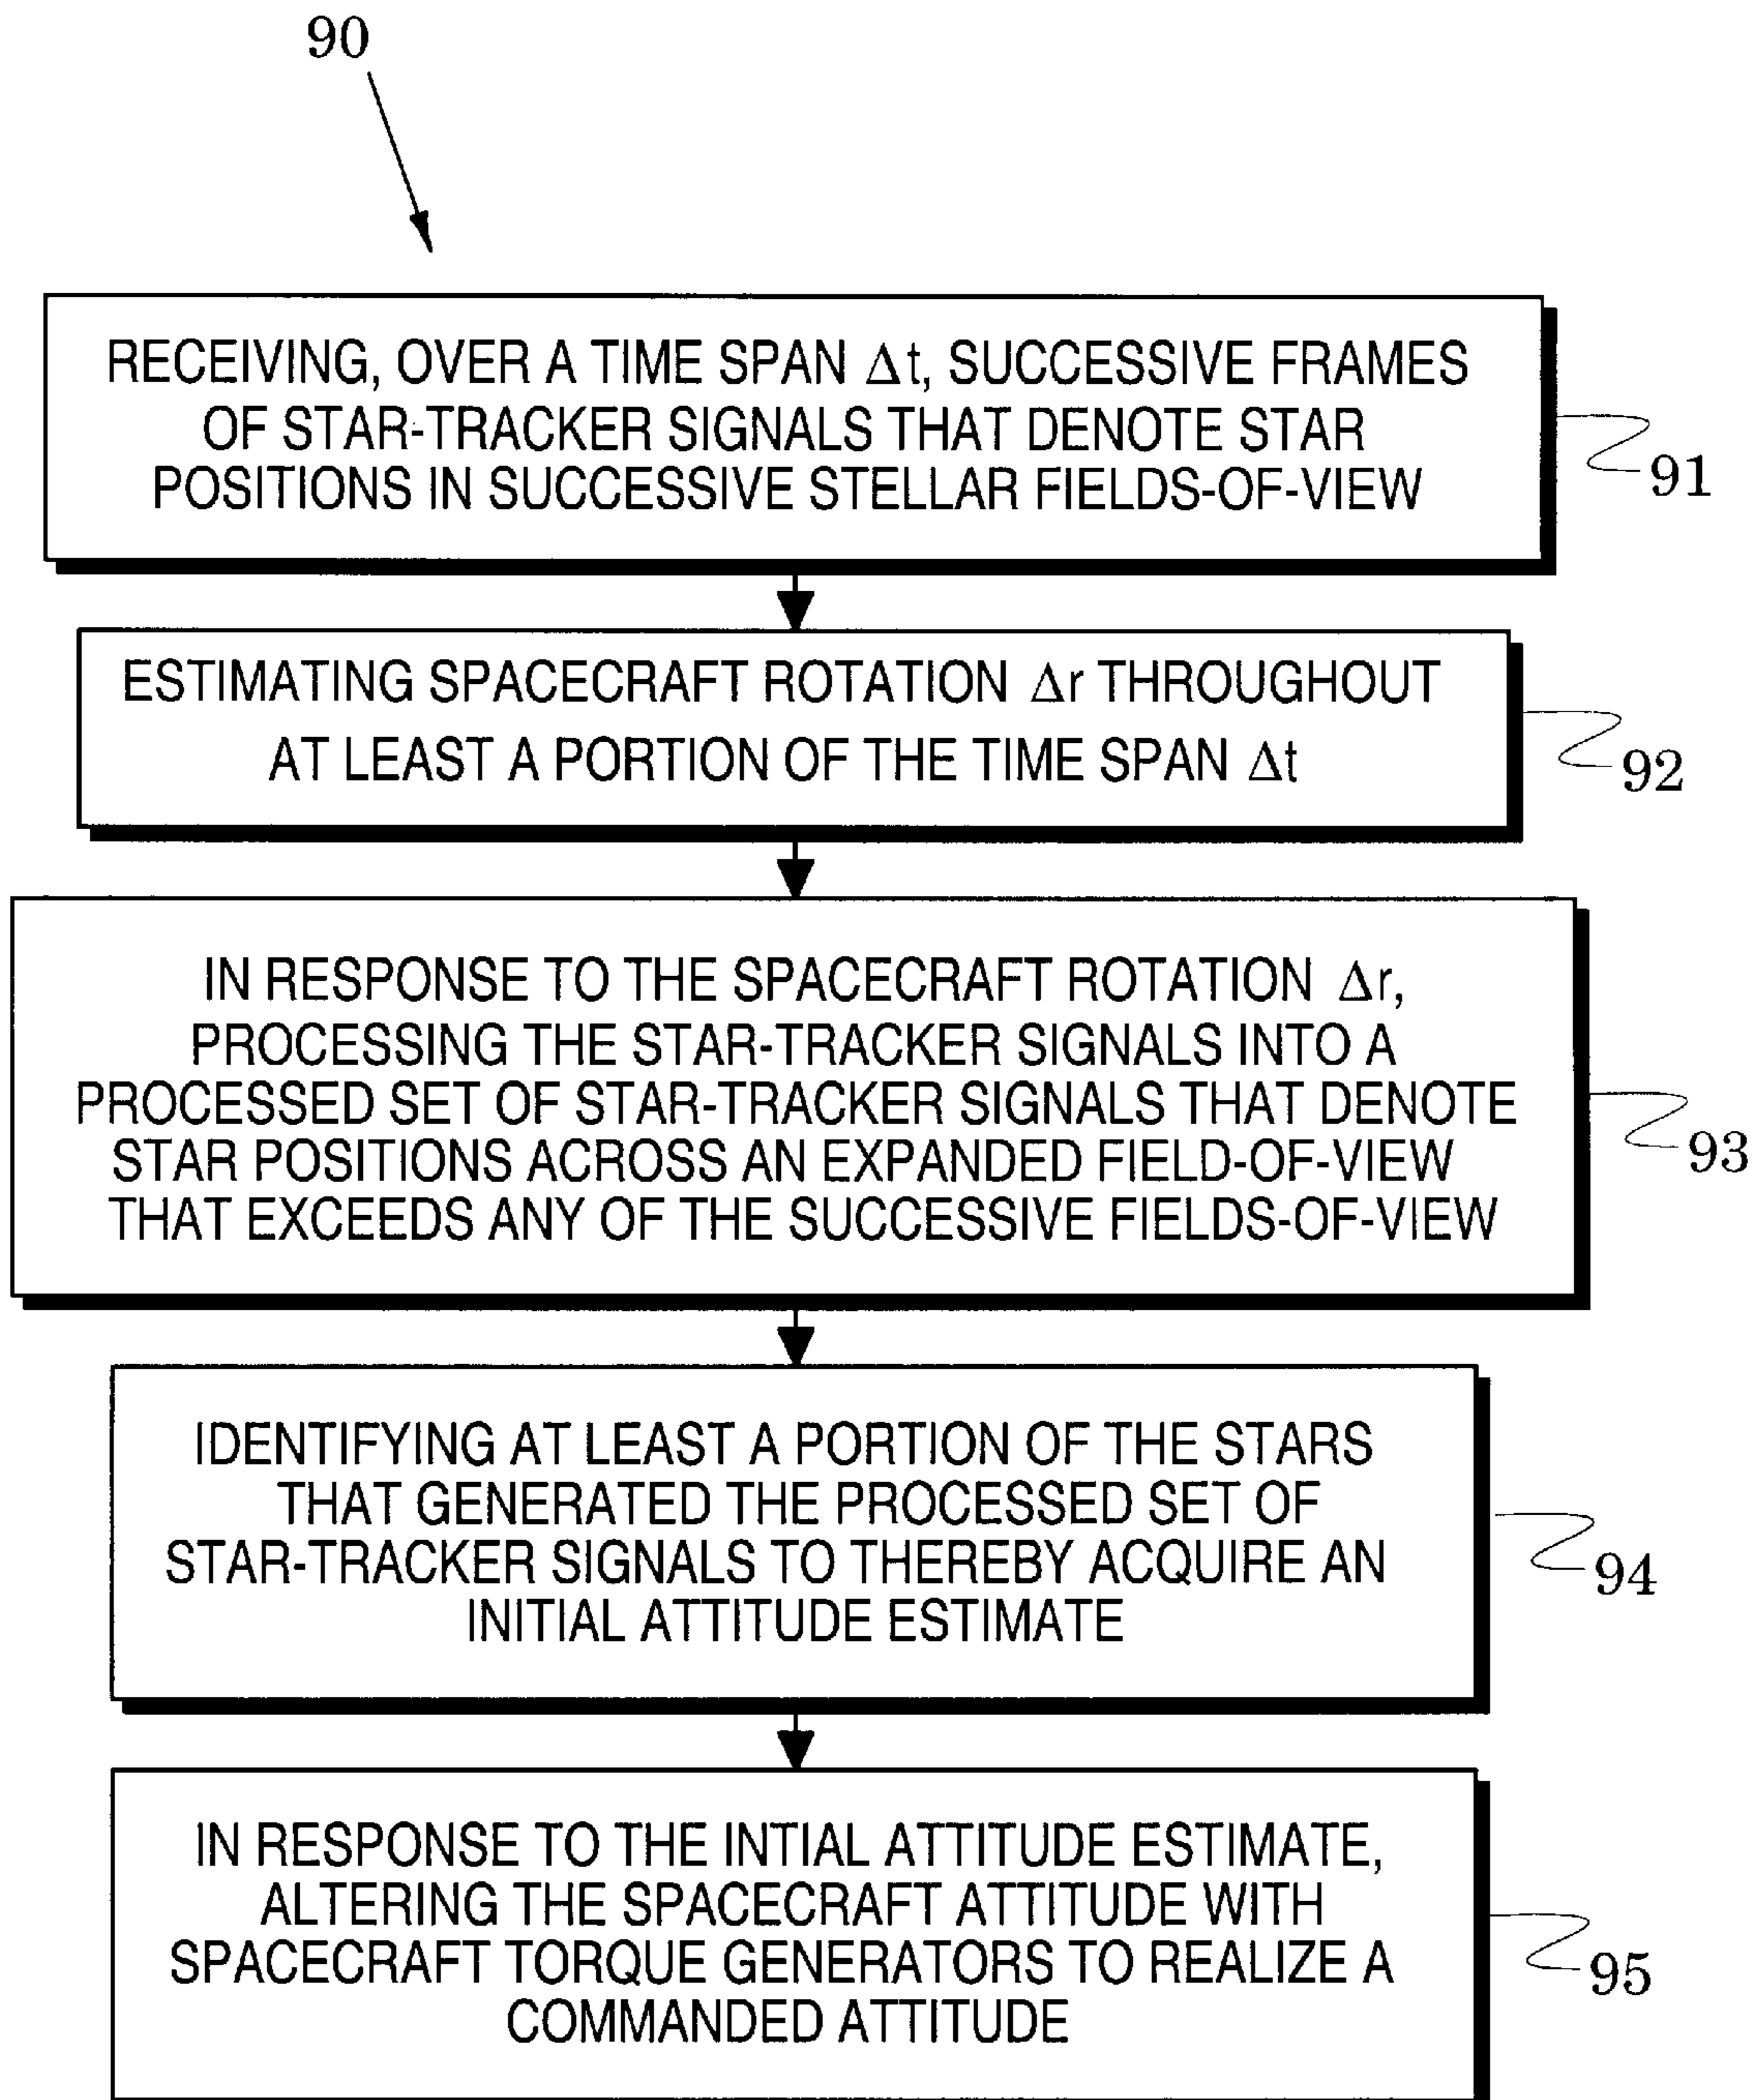 90
RECEIVING, OVER A TIME SPAN Δt, SUCCESSIVE FRAMES
OF STAR-TRACKER SIGNALS THAT DENOTE STAR
POSITIONS IN SUCCESSIVE STELLAR FIELDS-OF-VIEW
91
ESTIMATING SPACECRAFT ROTATION Δr THROUGHOUT
AT LEAST A PORTION OF THE TIME SPAN Δt
92
IN RESPONSE TO THE SPACECRAFT ROTATION Δr,
PROCESSING THE STAR-TRACKER SIGNALS INTO A
PROCESSED SET OF STAR-TRACKER SIGNALS THAT DENOTE
STAR POSITIONS ACROSS AN EXPANDED FIELD-OF-VIEW
THAT EXCEEDS ANY OF THE SUCCESSIVE FIELDS-OF-VIEW
93
IDENTIFYING AT LEAST A PORTION OF THE STARS
THAT GENERATED THE PROCESSED SET OF
STAR-TRACKER SIGNALS TO THEREBY ACQUIRE AN
INITIAL ATTITUDE ESTIMATE
94
IN RESPONSE TO THE INTIAL ATTITUDE ESTIMATE,
ALTERING THE SPACECRAFT ATTITUDE WITH
SPACECRAFT TORQUE GENERATORS TO REALIZE A
COMMANDED ATTITUDE
95